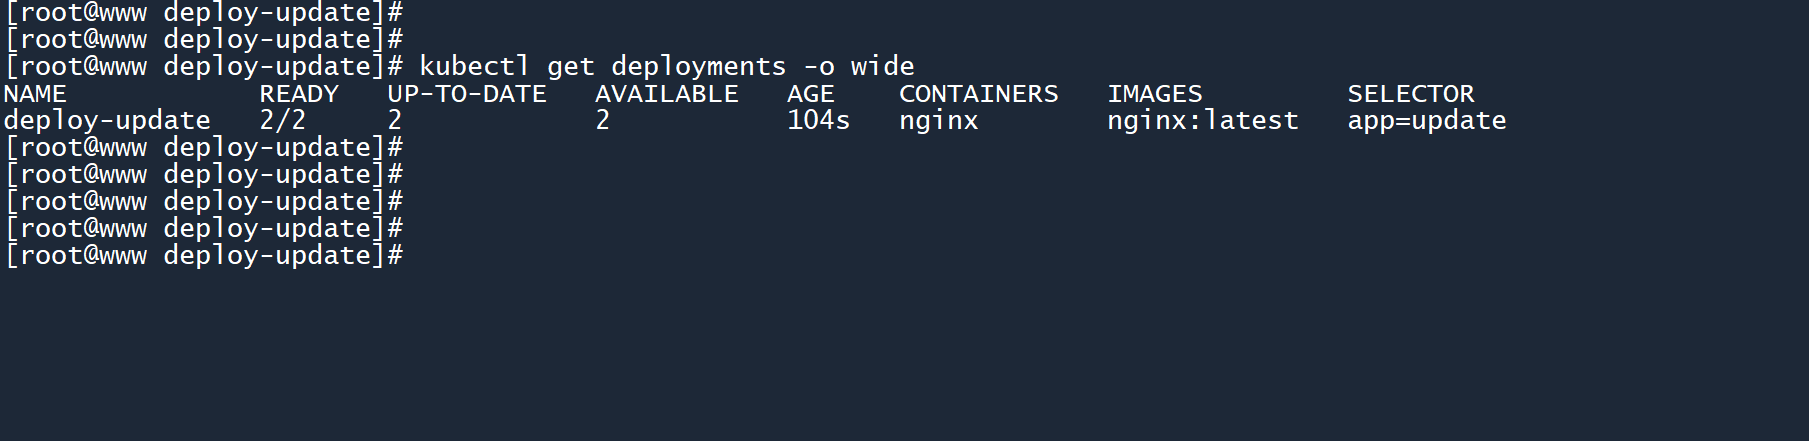 [root@www deploy-update]#
[root@www deploy-update]#
[root@www deploy-update]# kubectl get deployments -o wide
NAME            READY   UP-TO-DATE   AVAILABLE   AGE    CONTAINERS   IMAGES         SELECTOR
deploy-update   2/2     2            2           104s   nginx        nginx:latest   app=update
[root@www deploy-update]#
[root@www deploy-update]#
[root@www deploy-update]#
[root@www deploy-update]#
[root@www deploy-update]#